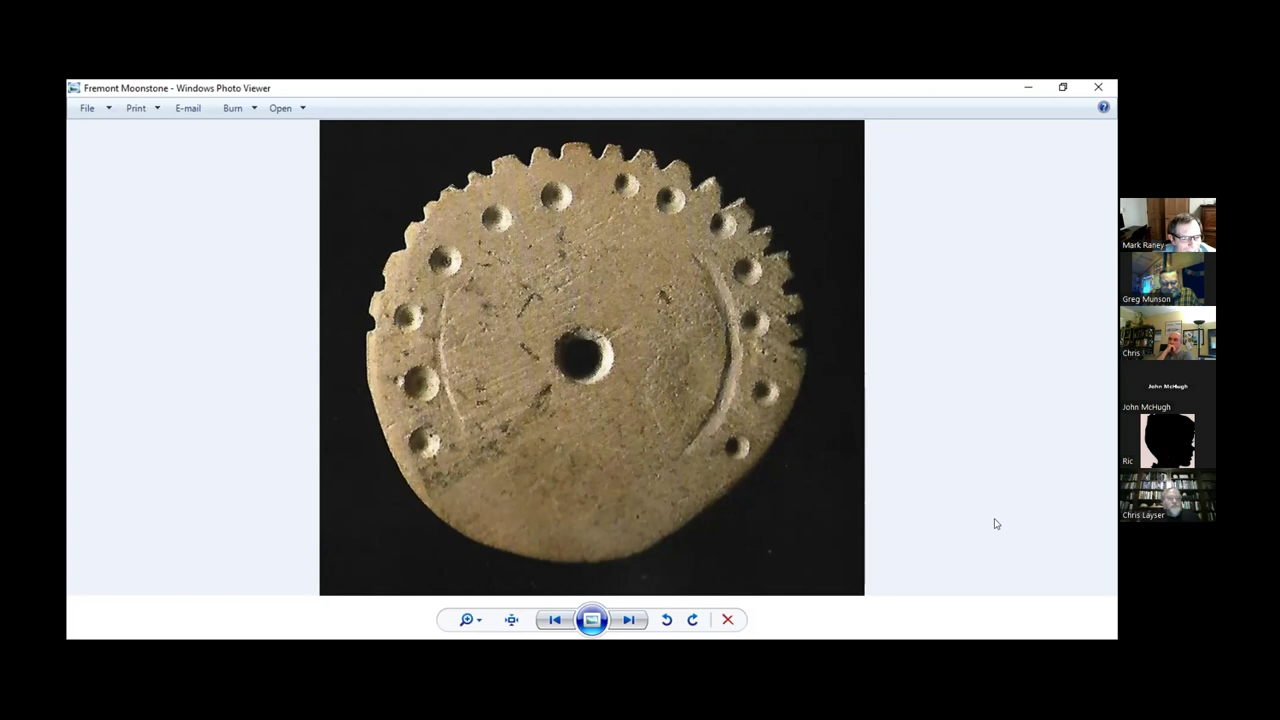 Fremont Moonstone - Windows Photo Viewer
File Print E-mail Burn Open
Mark Raney
Greg Munson
Chris
John McHugh
John McHugh
Ric
Chris Layser